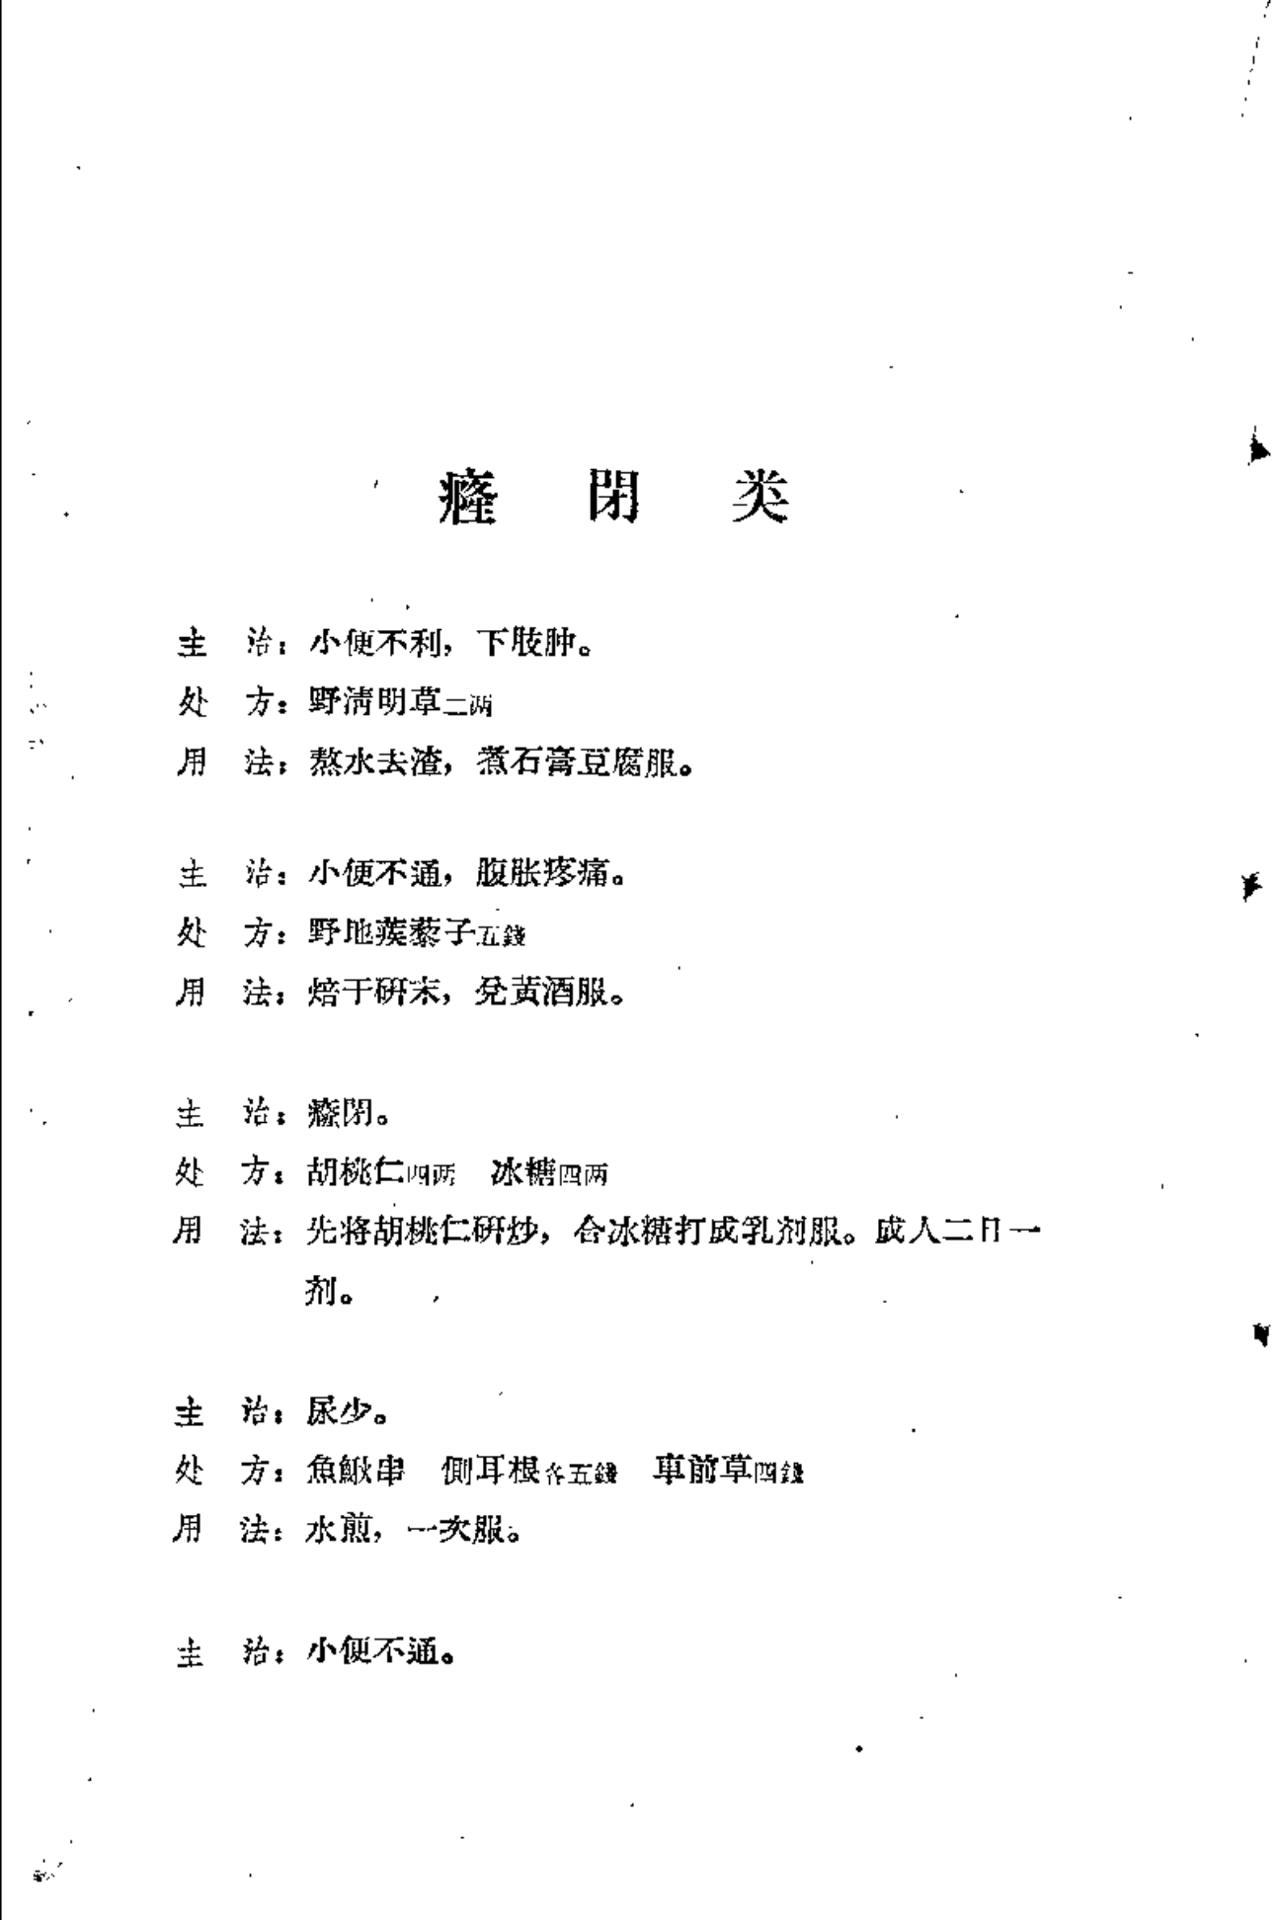 癃閉类
主　治：小便不利，下肢肿。
处　方：野淸明草二两
用　法：熬水去渣，煮石膏豆腐服。
主　治：小便不通，腹胀疼痛。
处　方：野地蒺藜子五錢
用　法：焙干研末，兑黄酒服。
主　治：癃閉。
处　方：胡桃仁四两　冰糖四两
用　法：先将胡桃仁研炒，合冰糖打成乳剂服。成人二日一
剂。
主　治：尿少。
处　方：魚鰍串　側耳根各五錢　車前草四錢
用　法：水煎，一次服。
主　治：小便不通。